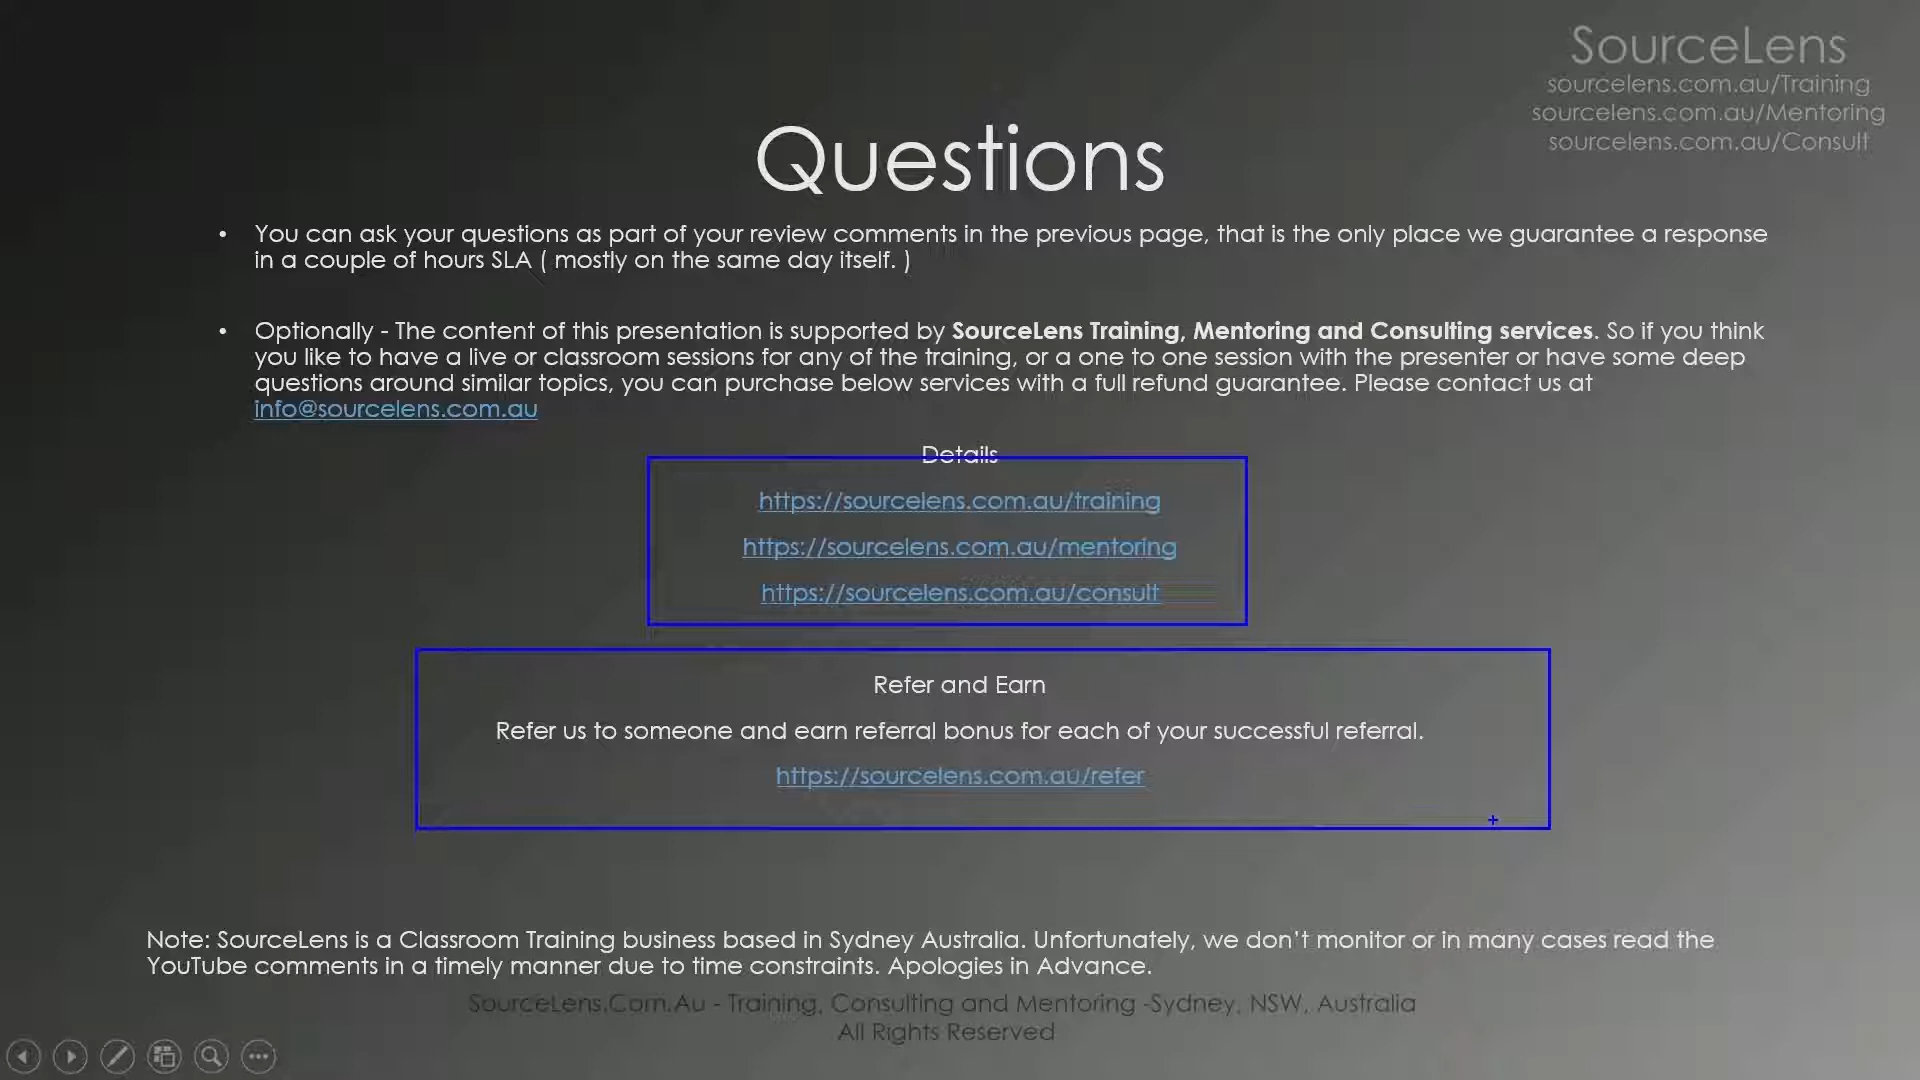 SourceLens
sourcelens.com.au/Training
sourcelens.com.au/Mentoring
sourcelens.com.au/Consult
Questions
• You can ask your questions as part of your review comments in the previous page, that is the only place we guarantee a response
in a couple of hours SLA ( mostly on the same day itself. )
• Optionally - The content of this presentation is supported by SourceLens Training, Mentoring and Consulting services. So if you think
you like to have a live or classroom sessions for any of the training, or a one to one session with the presenter or have some deep
questions around similar topics, you can purchase below services with a full refund guarantee. Please contact us at
info@sourcelens.com.au
Details
https://sourcelens.com.au/training
https://sourcelens.com.au/mentoring
https://sourcelens.com.au/consult
Refer and Earn
Refer us to someone and earn referral bonus for each of your successful referral.
https://sourcelens.com.au/refer
Note: SourceLens is a Classroom Training business based in Sydney Australia. Unfortunately, we don’t monitor or in many cases read the
YouTube comments in a timely manner due to time constraints. Apologies in Advance.
SourceLens.Com.Au - Training, Consulting and Mentoring -Sydney, NSW, Australia
All Rights Reserved